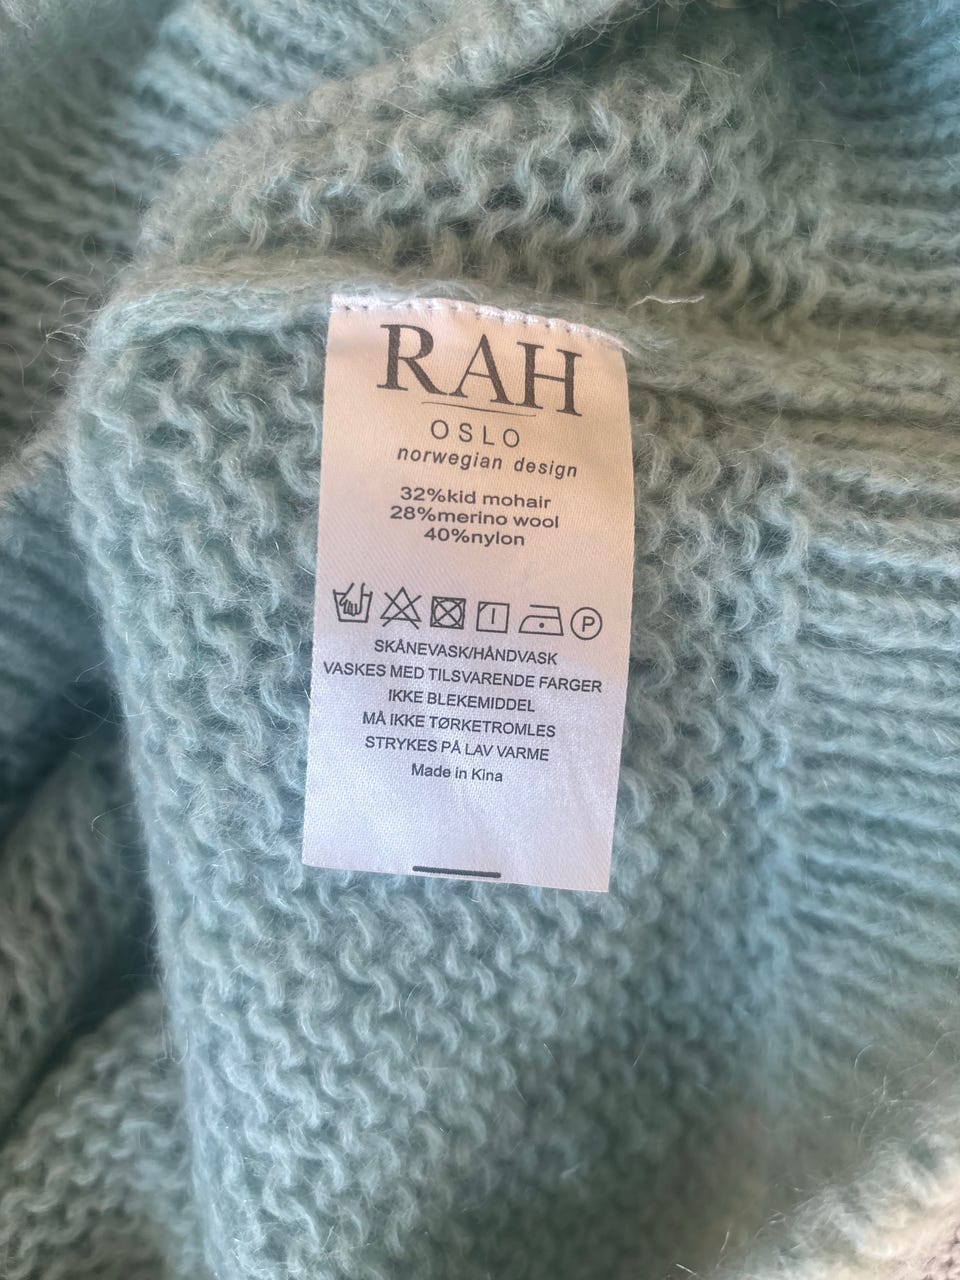 RAH
OSLO
norwegian design
32%kid mohair
28%merino wool
40%nylon
P
SKÅNEVASK/HÅNDVASK
VASKES MED TILSVARENDE FARGER
IKKE BLEKEMIDDEL
MÅ IKKE TØRKETROMLES
STRYKES PÅ LAV VARME
Made in Kina